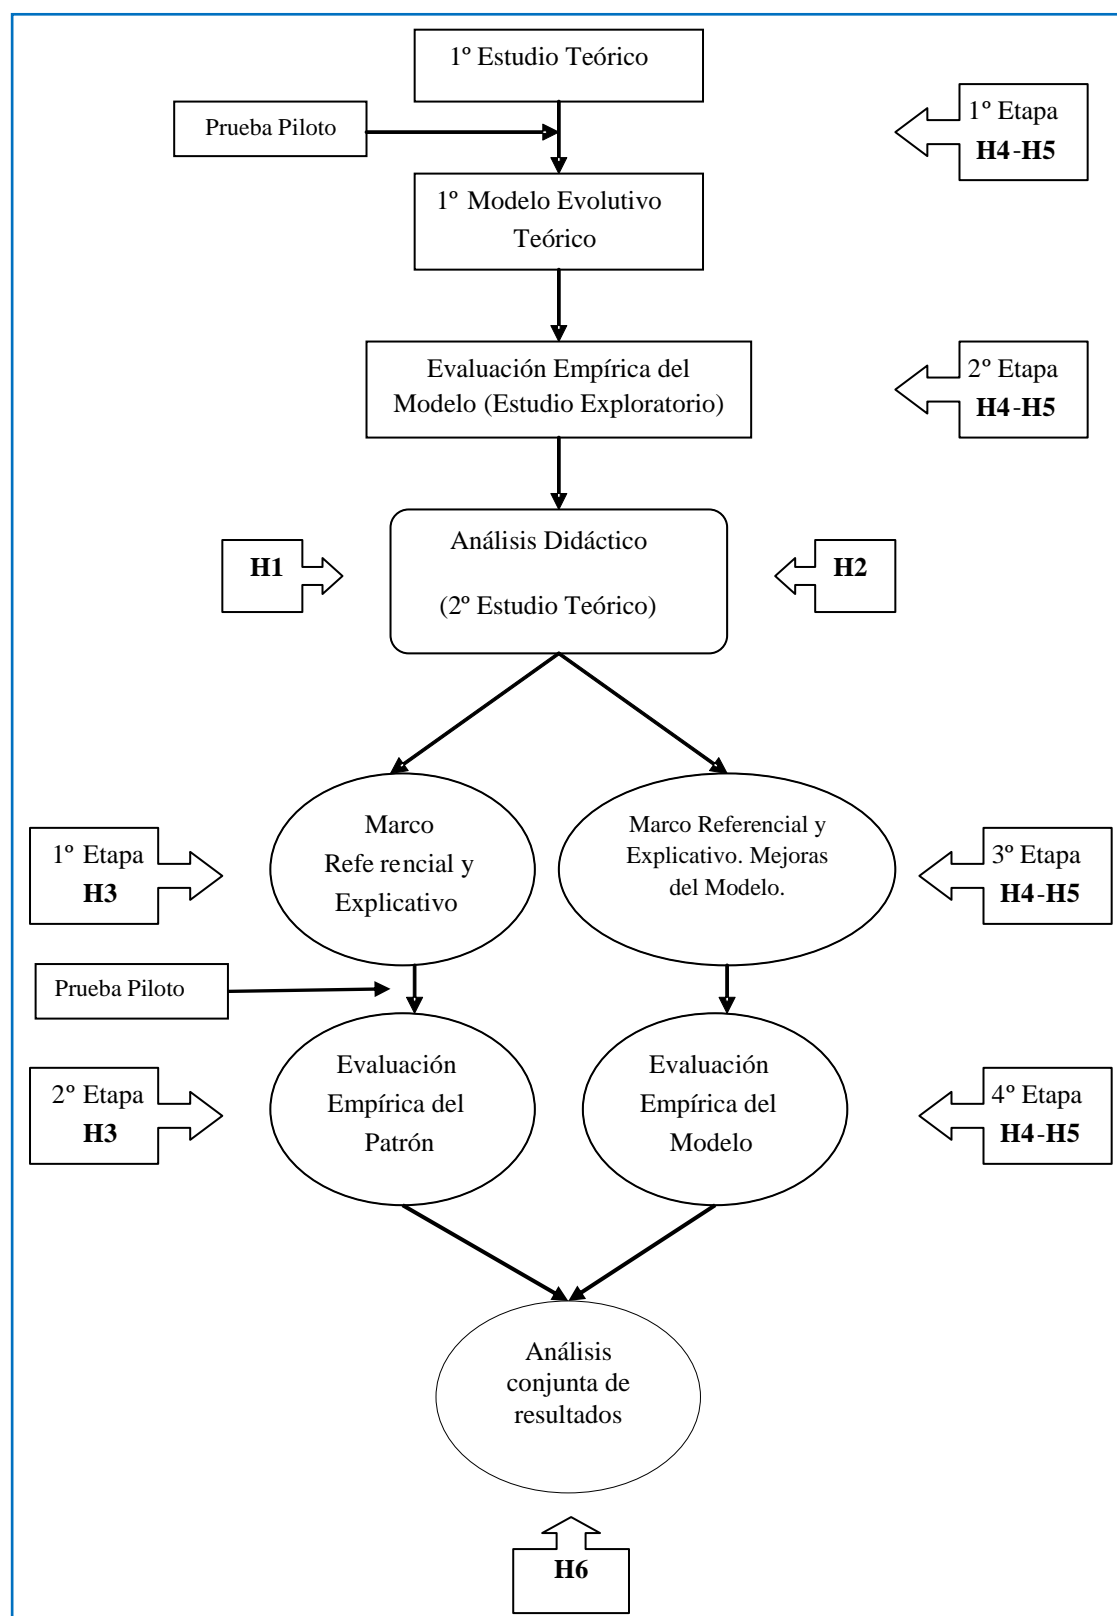 1º Estudio Teórico
Prueba Piloto
1º Etapa
H4-H5
1º Modelo Evolutivo
Teórico
Evaluación Empírica del
Modelo (Estudio Exploratorio)
2º Etapa
H4-H5
Análisis Didáctico
(2º Estudio Teórico)
H1
H2
1º Etapa
H3
Marco
Refe rencial y
Explicativo
Marco Referencial y
Explicativo. Mejoras
del Modelo.
3º Etapa
H4-H5
Prueba Piloto
2º Etapa
H3
Evaluación
Empírica del
Patrón
Evaluación
Empírica del
Modelo
4º Etapa
H4-H5
Análisis
conjunta de
resultados
H6